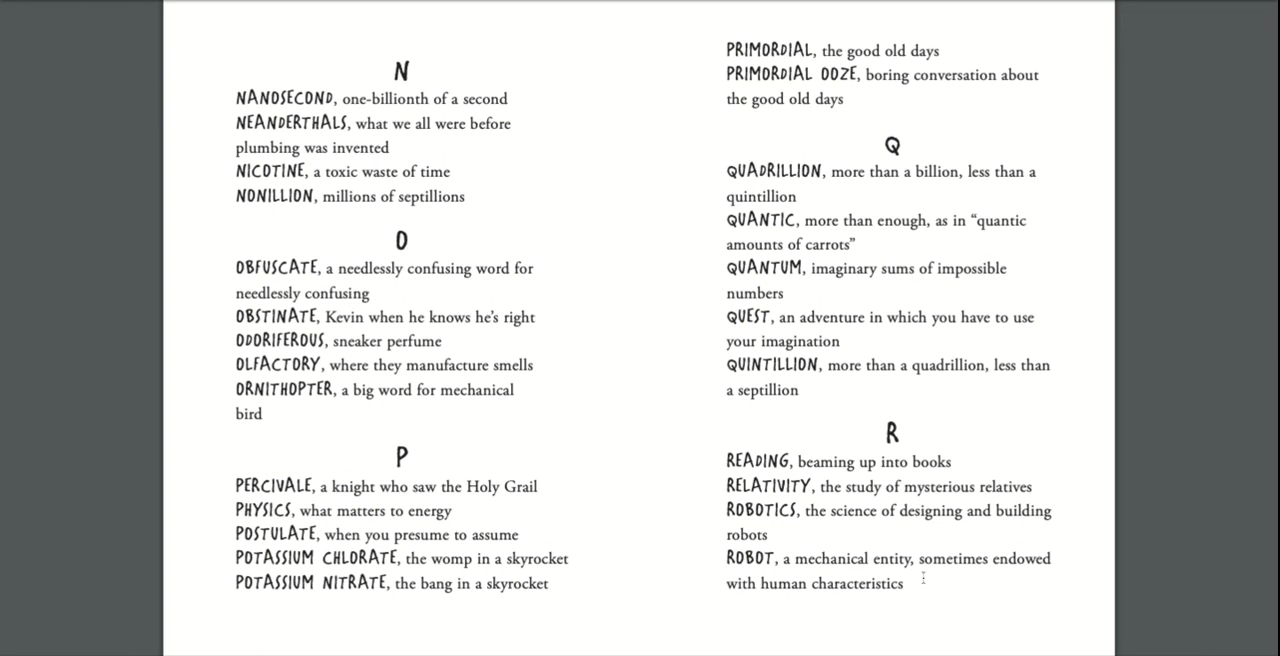 N
NANOSECOND, one-billionth of a second
NEANDERTHALS, what we all were before
plumbing was invented
NICOTINE, a toxic waste of time
NONILLION, millions of septillions
O
OBFUSCATE, a needlessly confusing word for
needlessly confusing
OBSTINATE, Kevin when he knows he's right
ODORIFEROUS, sneaker perfume
OLFACTORY, where they manufacture smells
ORNITHOPTER, a big word for mechanical
bird
P
PERCIVALE, a knight who saw the Holy Grail
PHYSICS, what matters to energy
POSTULATE, when you presume to assume
POTASSIUM CHLORATE, the womp in a skyrocket
POTASSIUM NITRATE, the bang in a skyrocket
PRIMORDIAL, the good old days
PRIMORDIAL OOZE, boring conversation about
the good old days
Q
QUADRILLION, more than a billion, less than a
quintillion
QUANTIC, more than enough, as in “quantic
amounts of carrots”
QUANTUM, imaginary sums of impossible
numbers
QUEST, an adventure in which you have to use
your imagination
QUINTILLION, more than a quadrillion, less than
a septillion
R
READING, beaming up into books
RELATIVITY, the study of mysterious relatives
ROBOTICS, the science of designing and building
robots
ROBOT, a mechanical entity, sometimes endowed
with human characteristics